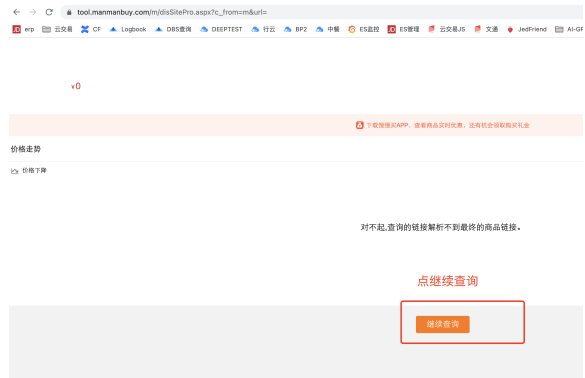 tool.manmanbuy.com/m/disSitePro.aspx?c_from=m&url=
erp 云交易 CF Logbook DBS查询 DEEPTEST 行云 BP2 中餐 ES监控 ES管理 云交易JS 文通 JedFriend AI-GF
¥0
下载慢慢买APP，查看商品实时优惠，还有机会领取购买礼金
价格走势
价格下降
对不起,查询的链接解析不到最终的商品链接。
点继续查询
继续查询